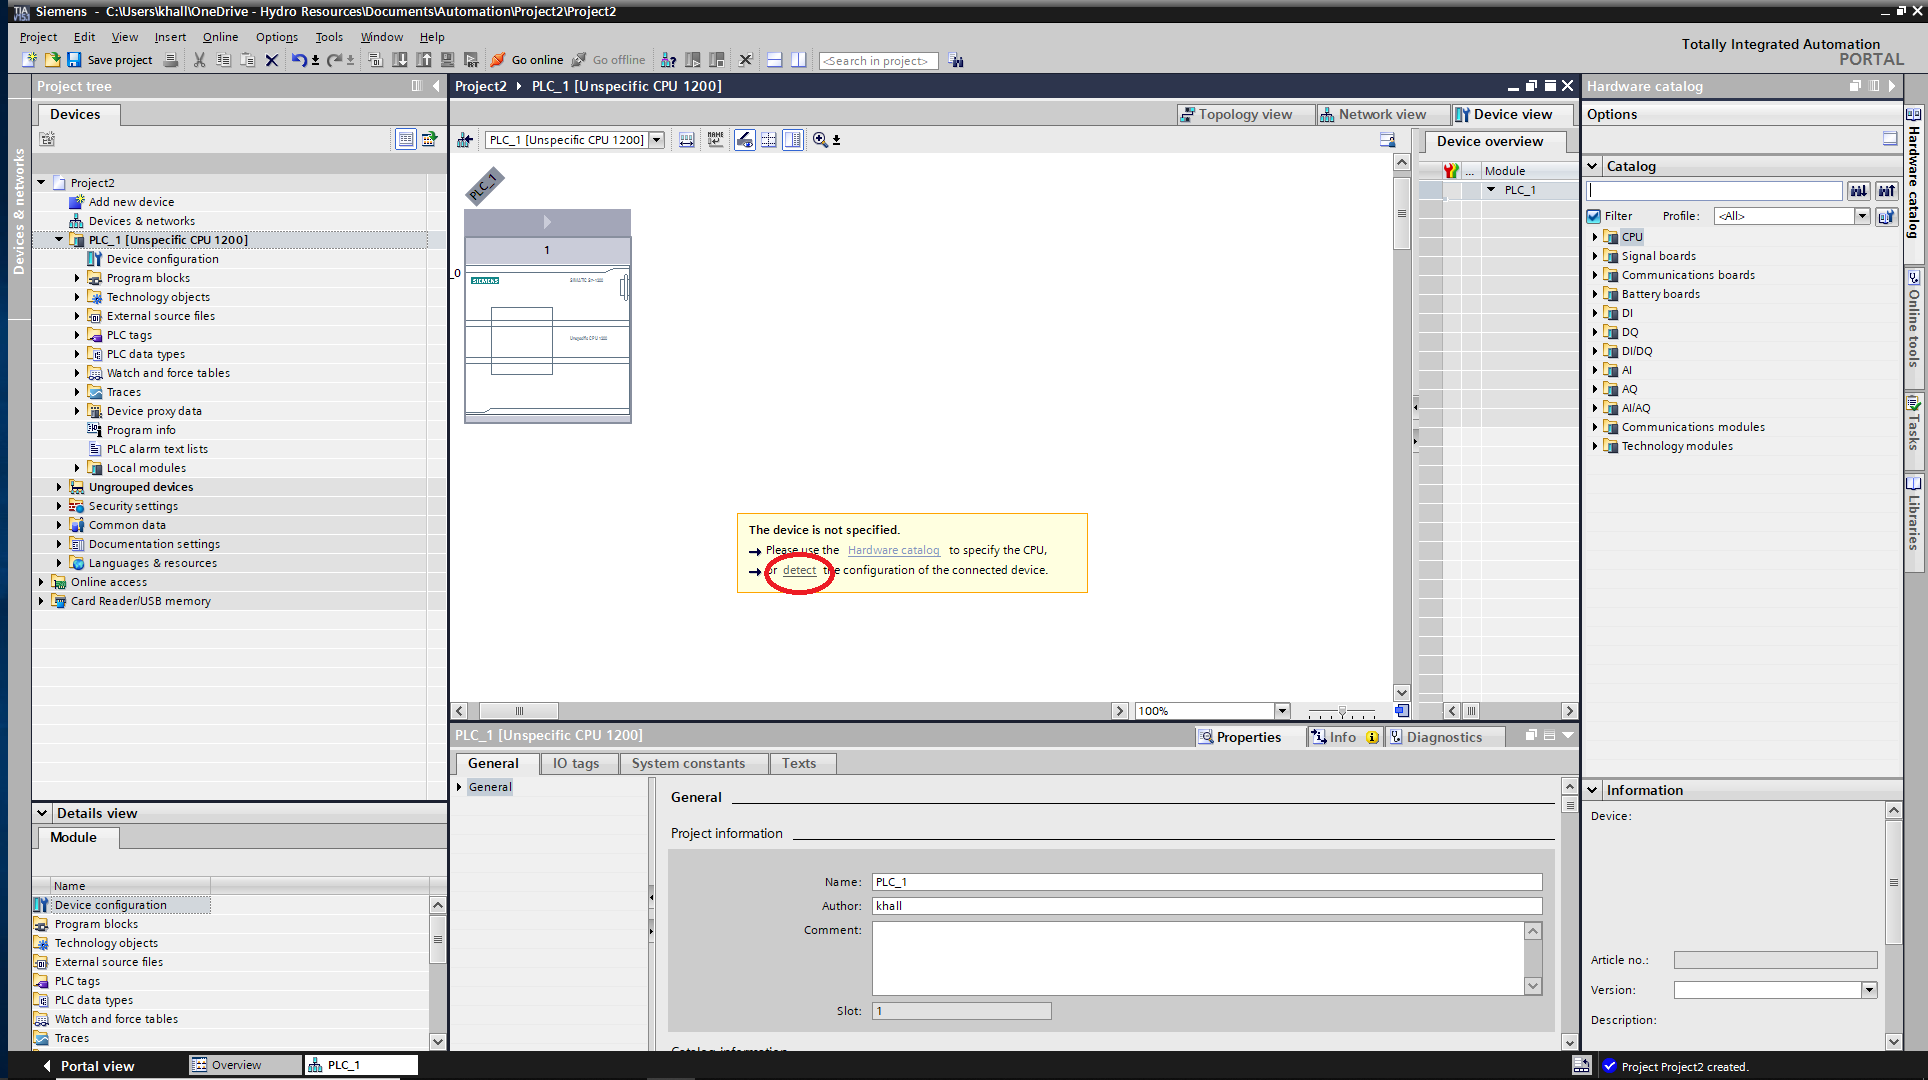 Siemens  -  C:\Users\khall\OneDrive - Hydro Resources\Documents\Automation\Project2\Project2
Project Edit View Insert Online Options Tools Window Help
Save project
Go online
Go offline
<Search in project>
Totally Integrated Automation
PORTAL
Project tree
Devices
Devices & networks
Project2
Add new device
Devices & networks
PLC_1 [Unspecific CPU 1200]
Device configuration
Program blocks
Technology objects
External source files
PLC tags
PLC data types
Watch and force tables
Traces
Device proxy data
Program info
PLC alarm text lists
Local modules
Ungrouped devices
Security settings
Common data
Documentation settings
Languages & resources
Online access
Card Reader/USB memory
Details view
Module
Name
Device configuration
Program blocks
Technology objects
External source files
PLC tags
PLC data types
Watch and force tables
Traces
Project2 PLC_1 [Unspecific CPU 1200]
Topology view
Network view
Device view
PLC_1 [Unspecific CPU 1200]
PLC_1
1
_0
SIEMENS
SIMATIC S7-1200
Unspecific CPU 1200
The device is not specified.
Please use the Hardware catalog to specify the CPU,
or detect the configuration of the connected device.
100%
Device overview
... Module
PLC_1
PLC_1 [Unspecific CPU 1200]
Properties
Info
Diagnostics
General
IO tags
System constants
Texts
General
General
Project information
Name: PLC_1
Author: khall
Comment:
Slot: 1
Catalog information
Hardware catalog
Options
Catalog
Filter Profile: <All>
CPU
Signal boards
Communications boards
Battery boards
DI
DQ
DI/DQ
AI
AQ
AI/AQ
Communications modules
Technology modules
Information
Device:
Article no.:
Version:
Description:
Hardware catalog
Online tools
Tasks
Libraries
Portal view
Overview
PLC_1
Project Project2 created.